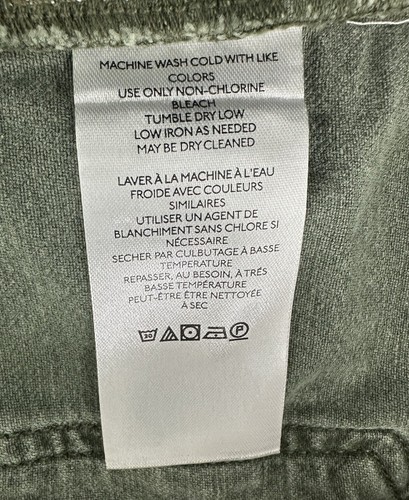 MACHINE WASH COLD WITH LIKE
COLORS
USE ONLY NON-CHLORINE
BLEACH
TUMBLE DRY LOW
LOW IRON AS NEEDED
MAY BE DRY CLEANED
LAVER À LA MACHINE À L'EAU
FROIDE AVEC COULEURS
SIMILAIRES
UTILISER UN AGENT DE
BLANCHIMENT SANS CHLORE SI
NÉCESSAIRE
SECHER PAR CULBUTAGE À BASSE
TEMPERATURE
REPASSER, AU BESOIN, À TRÉS
BASSE TEMPÉRATURE
PEUT-ÊTRE ÊTRE NETTOYÉE
À SEC
30 P